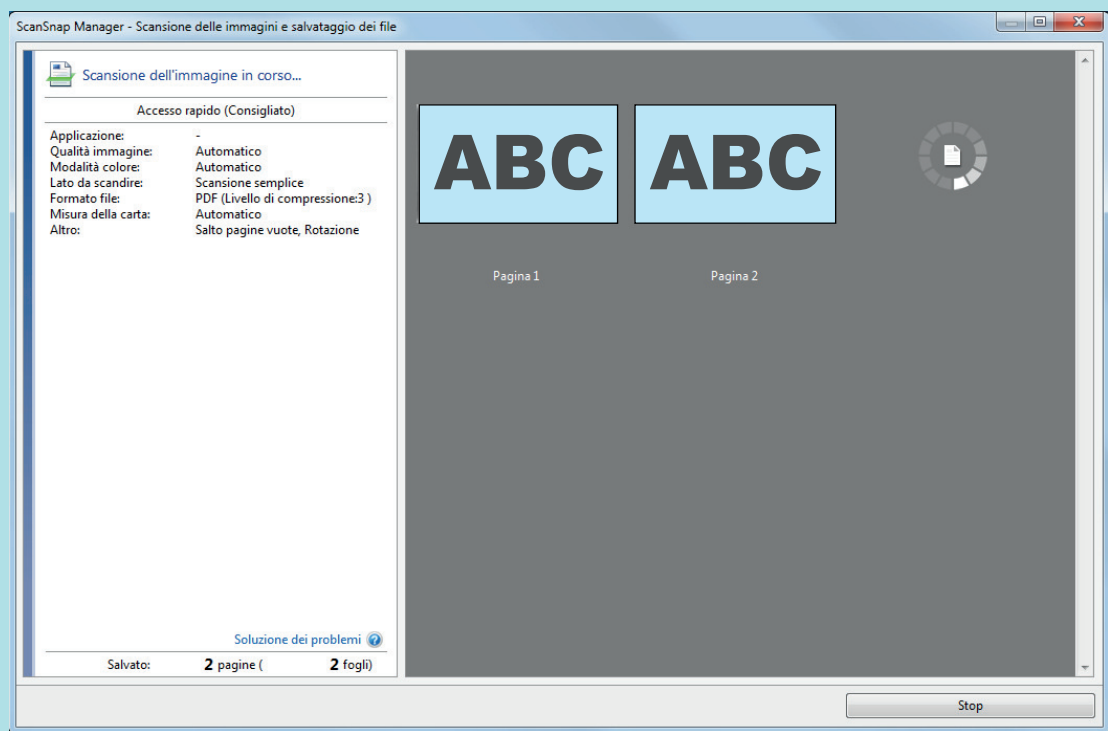 ScanSnap Manager - Scansione delle immagini e salvataggio dei file
Scansione dell'immagine in corso...
Accesso rapido (Consigliato)
Applicazione: -
Qualità immagine: Automatico
Modalità colore: Automatico
Lato da scandire: Scansione semplice
Formato file: PDF (Livello di compressione:3 )
Misura della carta: Automatico
Altro: Salto pagine vuote, Rotazione
ABC ABC
Pagina 1 Pagina 2
Soluzione dei problemi ?
Salvato: 2 pagine ( 2 fogli)
Stop